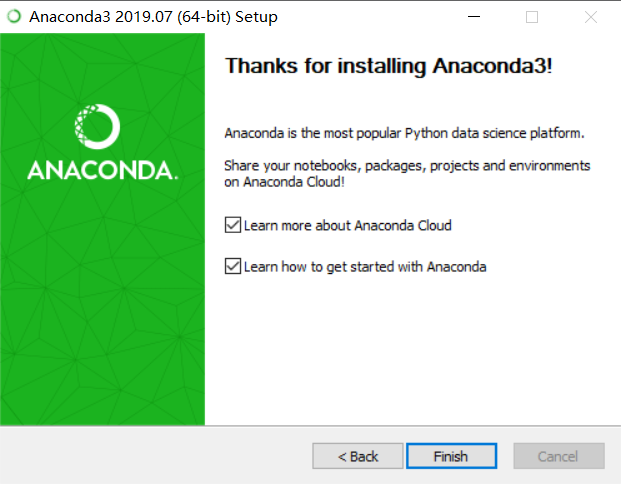 Anaconda3 2019.07 (64-bit) Setup
Thanks for installing Anaconda3!
ANACONDA.
Anaconda is the most popular Python data science platform.
Share your notebooks, packages, projects and environments
on Anaconda Cloud!
Learn more about Anaconda Cloud
Learn how to get started with Anaconda
< Back
Finish
Cancel